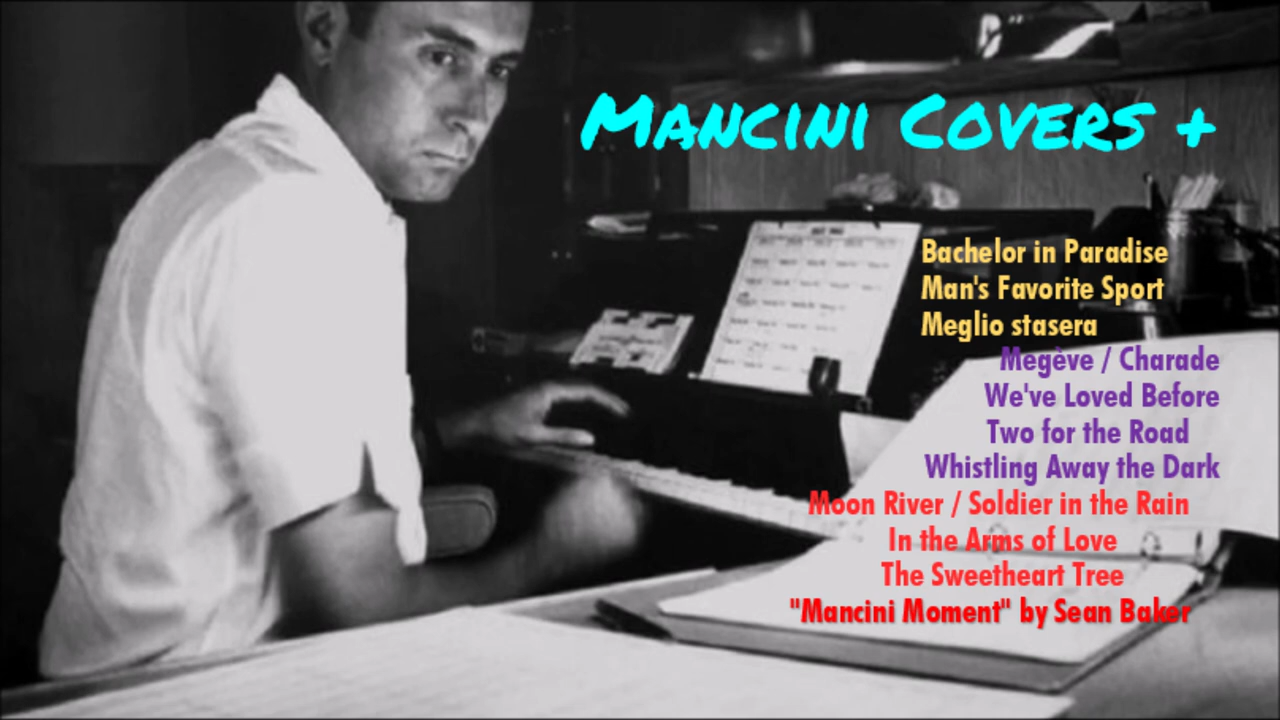 Mancini Covers +
Bachelor in Paradise
Man's Favorite Sport
Meglio stasera
Megève / Charade
We've Loved Before
Two for the Road
Whistling Away the Dark
Moon River / Soldier in the Rain
In the Arms of Love
The Sweetheart Tree
"Mancini Moment" by Sean Baker